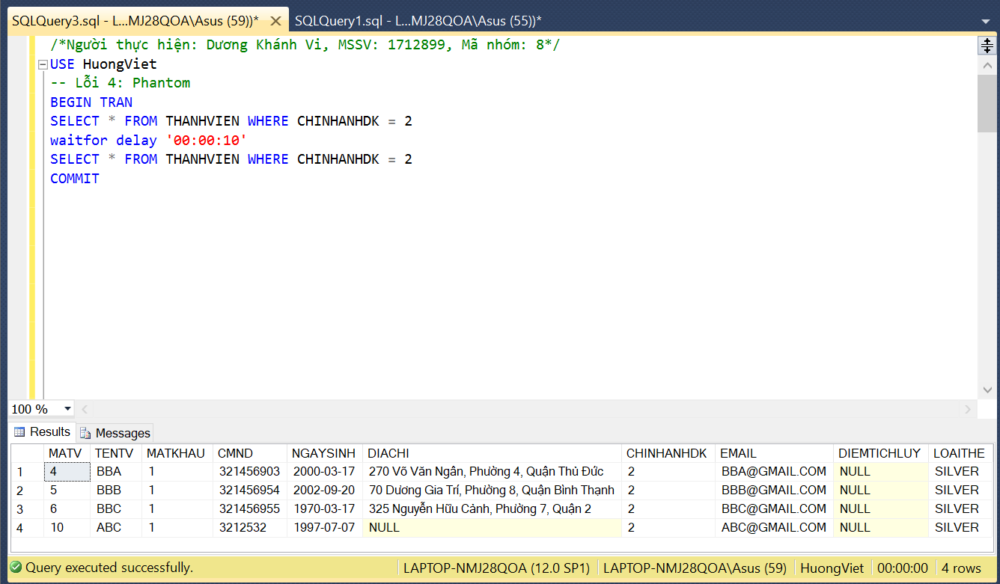 SQLQuery3.sql - L...MJ28QOA\Asus (59))* SQLQuery1.sql - L...MJ28QOA\Asus (55))*
/*Người thực hiện: Dương Khánh Vi, MSSV: 1712899, Mã nhóm: 8*/
USE HuongViet
-- Lỗi 4: Phantom
BEGIN TRAN
SELECT * FROM THANHVIEN WHERE CHINHANHDK = 2
waitfor delay '00:00:10'
SELECT * FROM THANHVIEN WHERE CHINHANHDK = 2
COMMIT
100 %
Results Messages
MATV TENTV MATKHAU CMND NGAYSINH DIACHI CHINHANHDK EMAIL DIEMTICHLUY LOAITHE
1 4 BBA 1 321456903 2000-03-17 270 Võ Văn Ngân, Phường 4, Quận Thủ Đức 2 BBA@GMAIL.COM NULL SILVER
2 5 BBB 1 321456954 2002-09-20 70 Dương Gia Trí, Phường 8, Quận Bình Thạnh 2 BBB@GMAIL.COM NULL SILVER
3 6 BBC 1 321456955 1970-03-17 325 Nguyễn Hữu Cảnh, Phường 7, Quận 2 2 BBC@GMAIL.COM NULL SILVER
4 10 ABC 1 3212532 1997-07-07 NULL 2 ABC@GMAIL.COM NULL SILVER
Query executed successfully. LAPTOP-NMJ28QOA (12.0 SP1) LAPTOP-NMJ28QOA\Asus (59) HuongViet 00:00:00 4 rows